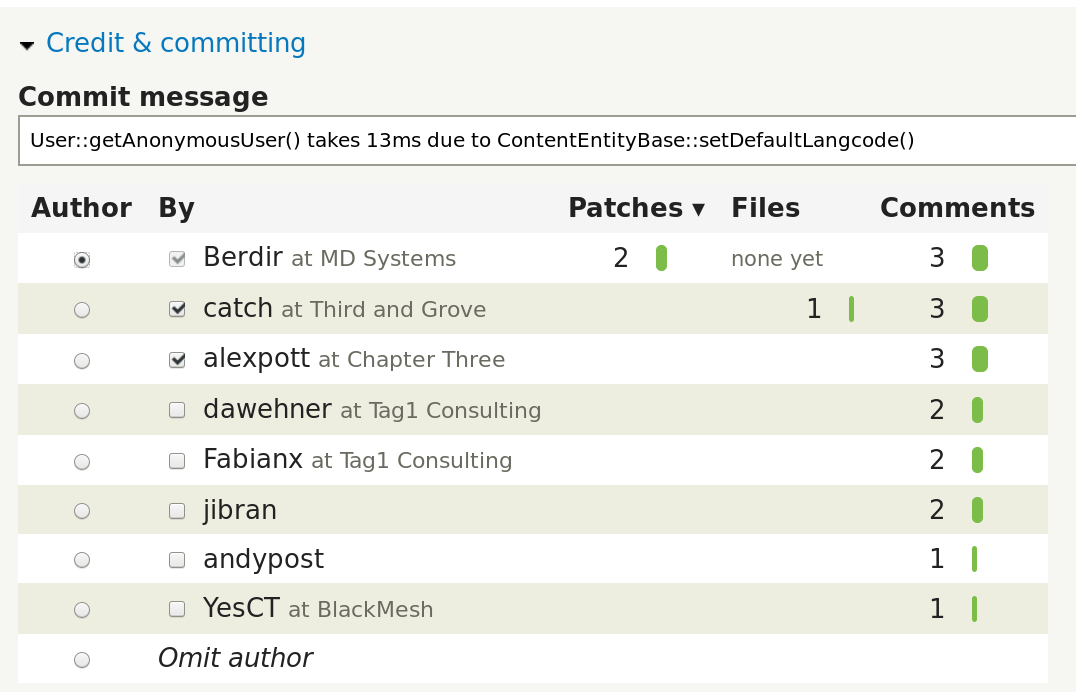 Credit & committing
Commit message
User::getAnonymousUser() takes 13ms due to ContentEntityBase::setDefaultLangcode()
Author By Patches ▼ Files Comments
Berdir at MD Systems 2 none yet 3
catch at Third and Grove 1 3
alexpott at Chapter Three 3
dawehner at Tag1 Consulting 2
Fabianx at Tag1 Consulting 2
jibran 2
andypost 1
YesCT at BlackMesh 1
Omit author